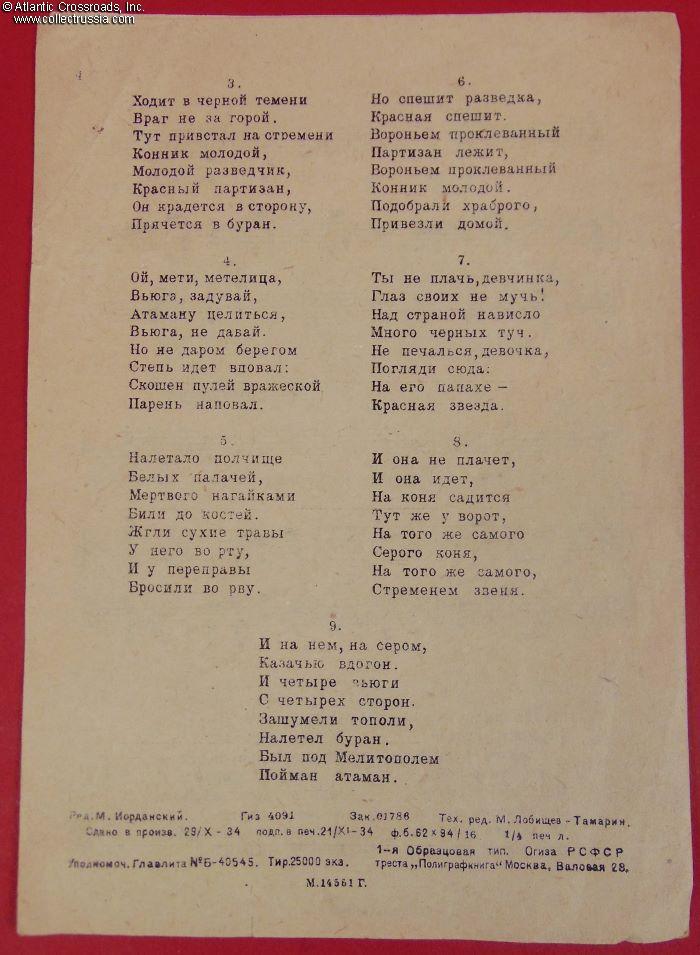 © Atlantic Crossroads, Inc.
www.collectrussia.com
4
3.
Ходит в черной темени
Враг не за горой.
Тут привстал на стремени
Конник молодой,
Молодой разведчик,
Красный партизан,
Он крадется в сторону,
Прячется в буран.
4.
Ой, мети, метелица,
Вьюга, задувай,
Атаману целиться,
Вьюга, не давай.
Но не даром берегом
Степь идет вповал:
Скошен пулей вражеской
Парень наповал.
5.
Налетало полчище
Белых палачей,
Мертвого нагайками
Били до костей.
Жгли сухие травы
У него во рту,
И у переправы
Бросили во рву.
6.
Но спешит разведка,
Красная спешит.
Вороньем проклеванный
Партизан лежит,
Вороньем проклеванный
Конник молодой.
Подобрали храброго,
Привезли домой.
7.
Ты не плачь, девчинка,
Глаз своих не мучь!
Над страной нависло
Много черных туч.
Не печалься, девочка,
Погляди сюда:
На его папахе —
Красная звезда.
8.
И она не плачет,
И она идет,
На коня садится
Тут же у ворот,
На того же самого
Серого коня,
На того же самого,
Стременем звеня.
9.
И на нем, на сером,
Казачью вдогон.
И четыре вьюги
С четырех сторон.
Зашумели тополи,
Налетел буран.
Был под Мелитополем
Пойман атаман.
Ред. М. Иорданский. Гиз 4091 Зак. 01786 Тех. ред. М. Лобищев-Тамарин.
Сдано в произв. 29/X - 34 подп. в печ. 21/XI-34 ф. б. 62 × 94 / 16 1/4 печ л.
Уполномоч. Главлита № Б-40545. Тир. 25000 экз.
1-я Образцовая тип. Огиза РСФСР
треста „Полиграфкнига" Москва, Валовая 28,
М. 14561 Г.